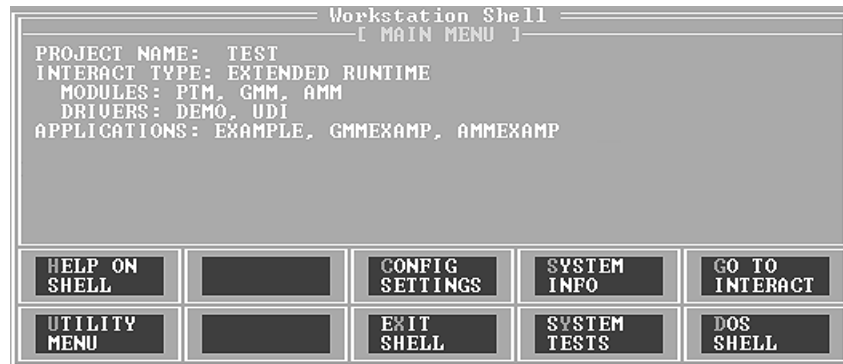 Workstation Shell
[ MAIN MENU ]
PROJECT NAME: TEST
INTERACT TYPE: EXTENDED RUNTIME
MODULES: PTM, GMM, AMM
DRIVERS: DEMO, UDI
APPLICATIONS: EXAMPLE, GMMEXAMP, AMMEXAMP
HELP ON
SHELL
CONFIG
SETTINGS
SYSTEM
INFO
GO TO
INTERACT
UTILITY
MENU
EXIT
SHELL
SYSTEM
TESTS
DOS
SHELL